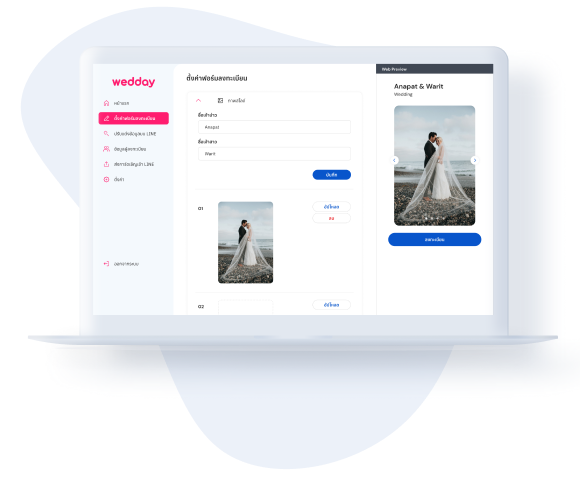 wedday
หน้าแรก
ตั้งค่าฟอร์มลงทะเบียน
ปรับแต่งข้อมูลบน LINE
ข้อมูลผู้ลงทะเบียน
ส่งการ์ดเชิญเข้า LINE
ตั้งค่า
ออกจากระบบ
ตั้งค่าฟอร์มลงทะเบียน
ภาพสไลด์
ชื่อเจ้าบ่าว
Anapat
ชื่อเจ้าสาว
Warit
บันทึก
01
อัปโหลด
ลบ
02
อัปโหลด
Web Preview
Anapat & Warit
Wedding
ลงทะเบียน